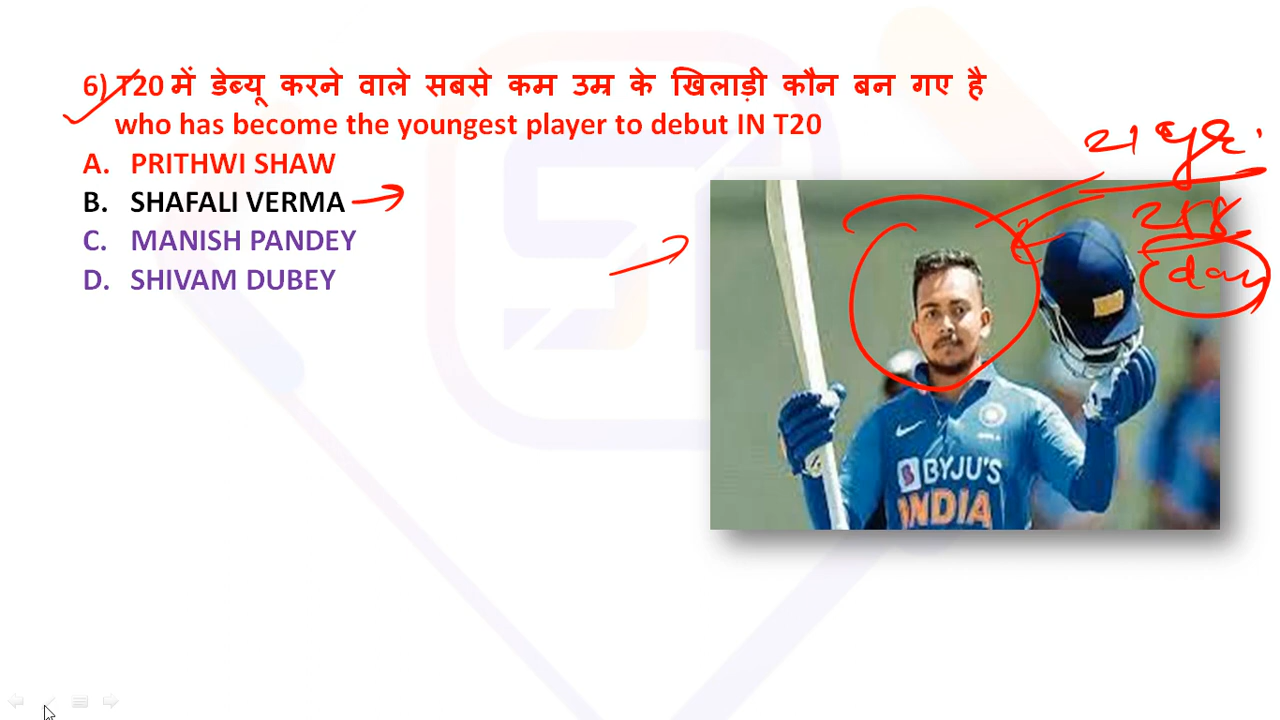 6) T20 में डेब्यू करने वाले सबसे कम उम्र के खिलाड़ी कौन बन गए है
who has become the youngest player to debut IN T20
A. PRITHWI SHAW
B. SHAFALI VERMA
C. MANISH PANDEY
D. SHIVAM DUBEY
day
BYJU'S
INDIA